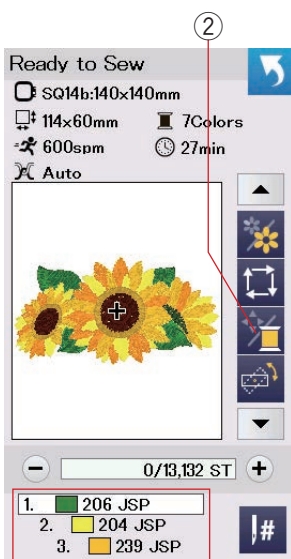 ②
Ready to Sew
SQ14b:140x140mm
114x60mm 7Colors
600spm 27min
Auto
− 0/13,132 ST +
1. 206 JSP
2. 204 JSP
3. 239 JSP
#